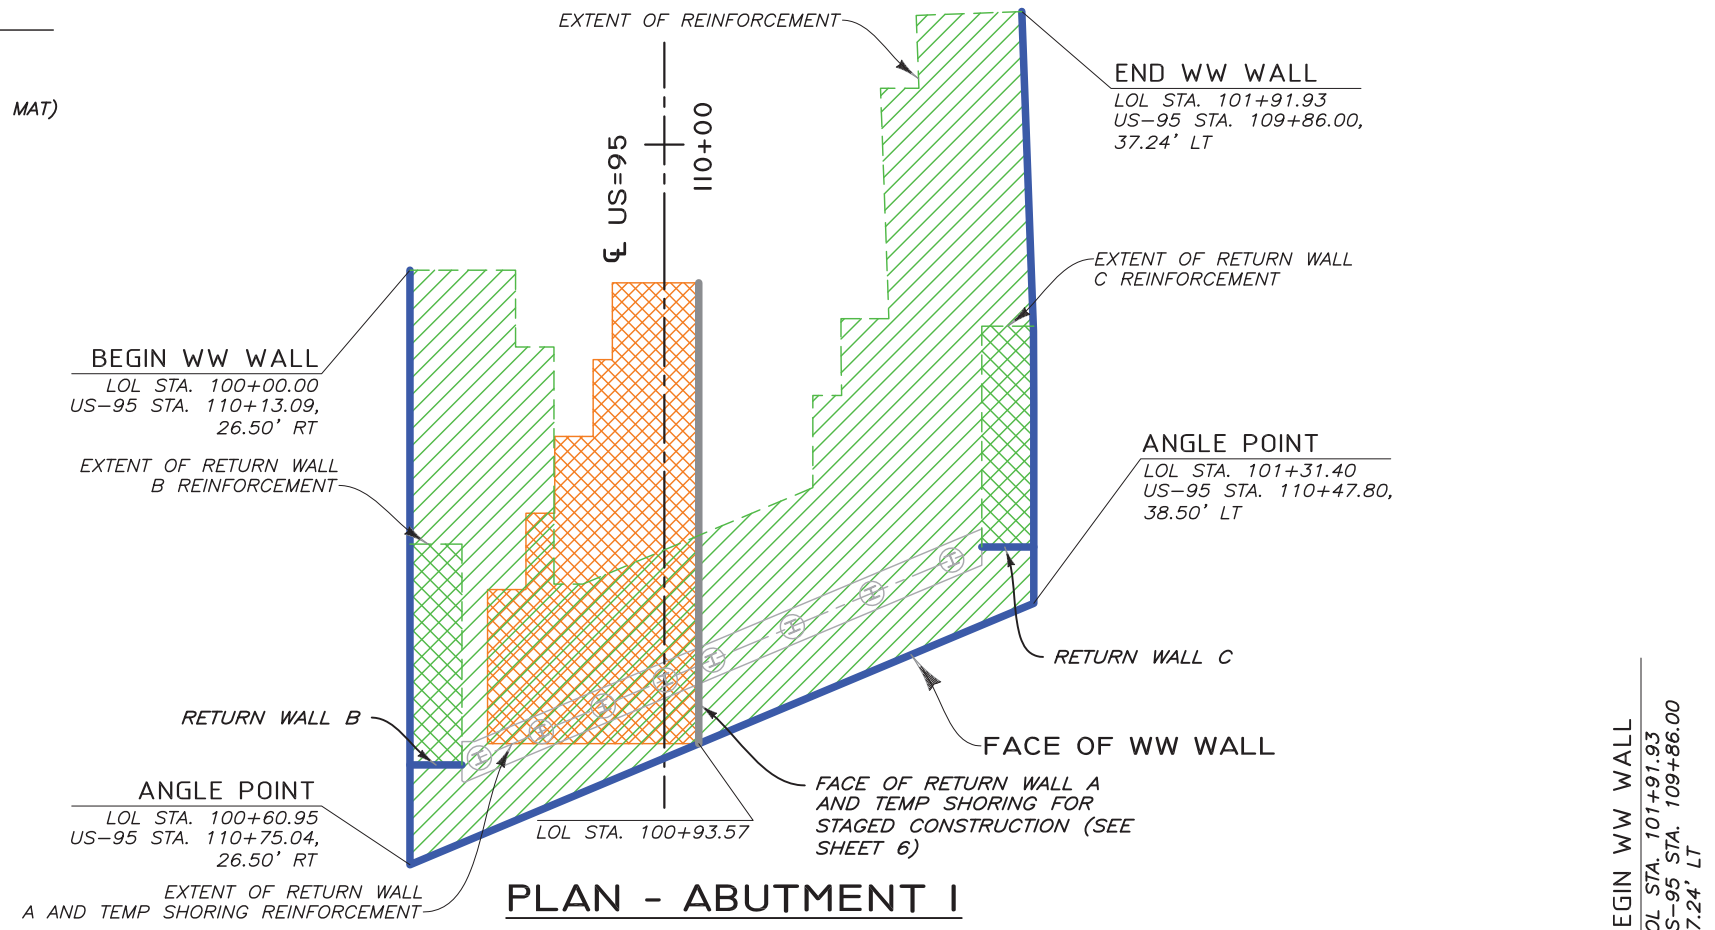 MAT)
EXTENT OF REINFORCEMENT
℄ US=95
110+00
END WW WALL
LOL STA. 101+91.93
US-95 STA. 109+86.00,
37.24' LT
EXTENT OF RETURN WALL
C REINFORCEMENT
BEGIN WW WALL
LOL STA. 100+00.00
US-95 STA. 110+13.09,
26.50' RT
EXTENT OF RETURN WALL
B REINFORCEMENT
ANGLE POINT
LOL STA. 101+31.40
US-95 STA. 110+47.80,
38.50' LT
H
H
H
H
H
H
H
H
RETURN WALL C
RETURN WALL B
FACE OF WW WALL
ANGLE POINT
LOL STA. 100+60.95
US-95 STA. 110+75.04,
26.50' RT
LOL STA. 100+93.57
FACE OF RETURN WALL A
AND TEMP SHORING FOR
STAGED CONSTRUCTION (SEE
SHEET 6)
EXTENT OF RETURN WALL
A AND TEMP SHORING REINFORCEMENT
PLAN - ABUTMENT 1
EGIN WW WALL
OL STA. 101+91.93
S-95 STA. 109+86.00
7.24' LT